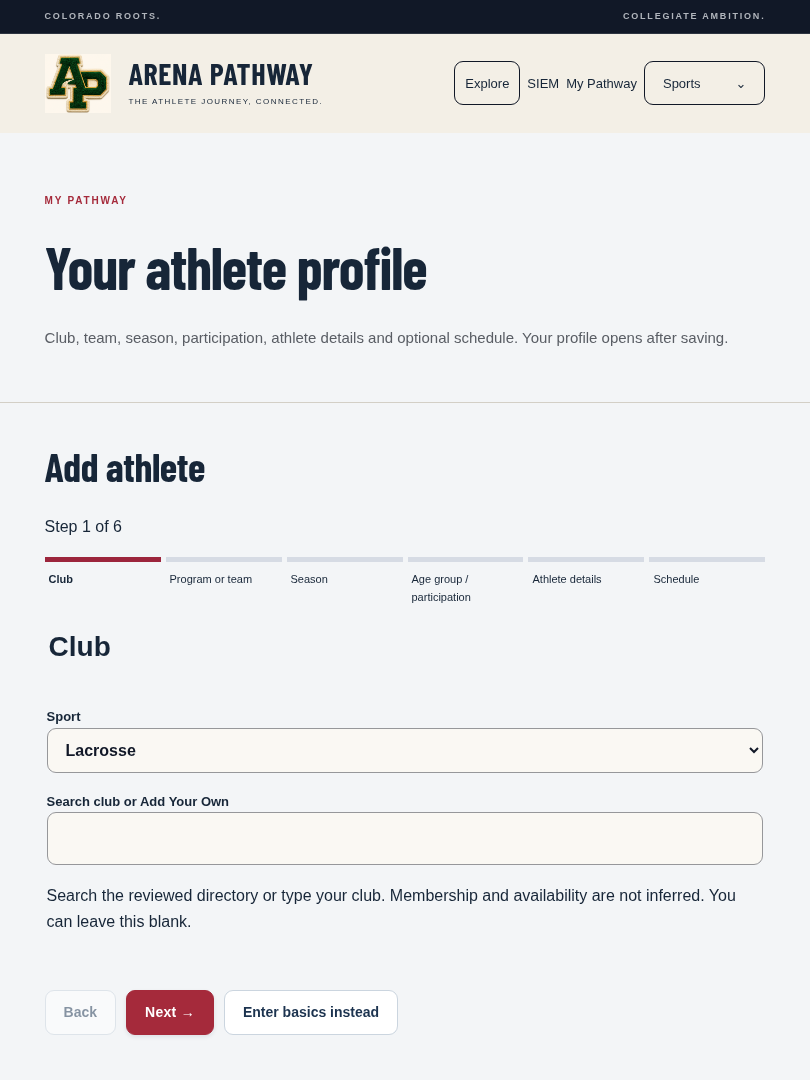 COLORADO ROOTS.
COLLEGIATE AMBITION.
AP
ARENA PATHWAY
THE ATHLETE JOURNEY, CONNECTED.
Explore
SIEM
My Pathway
Sports
MY PATHWAY
Your athlete profile
Club, team, season, participation, athlete details and optional schedule. Your profile opens after saving.
Add athlete
Step 1 of 6
Club
Program or team
Season
Age group /
participation
Athlete details
Schedule
Club
Sport
Lacrosse
Search club or Add Your Own
Search the reviewed directory or type your club. Membership and availability are not inferred. You
can leave this blank.
Back
Next →
Enter basics instead